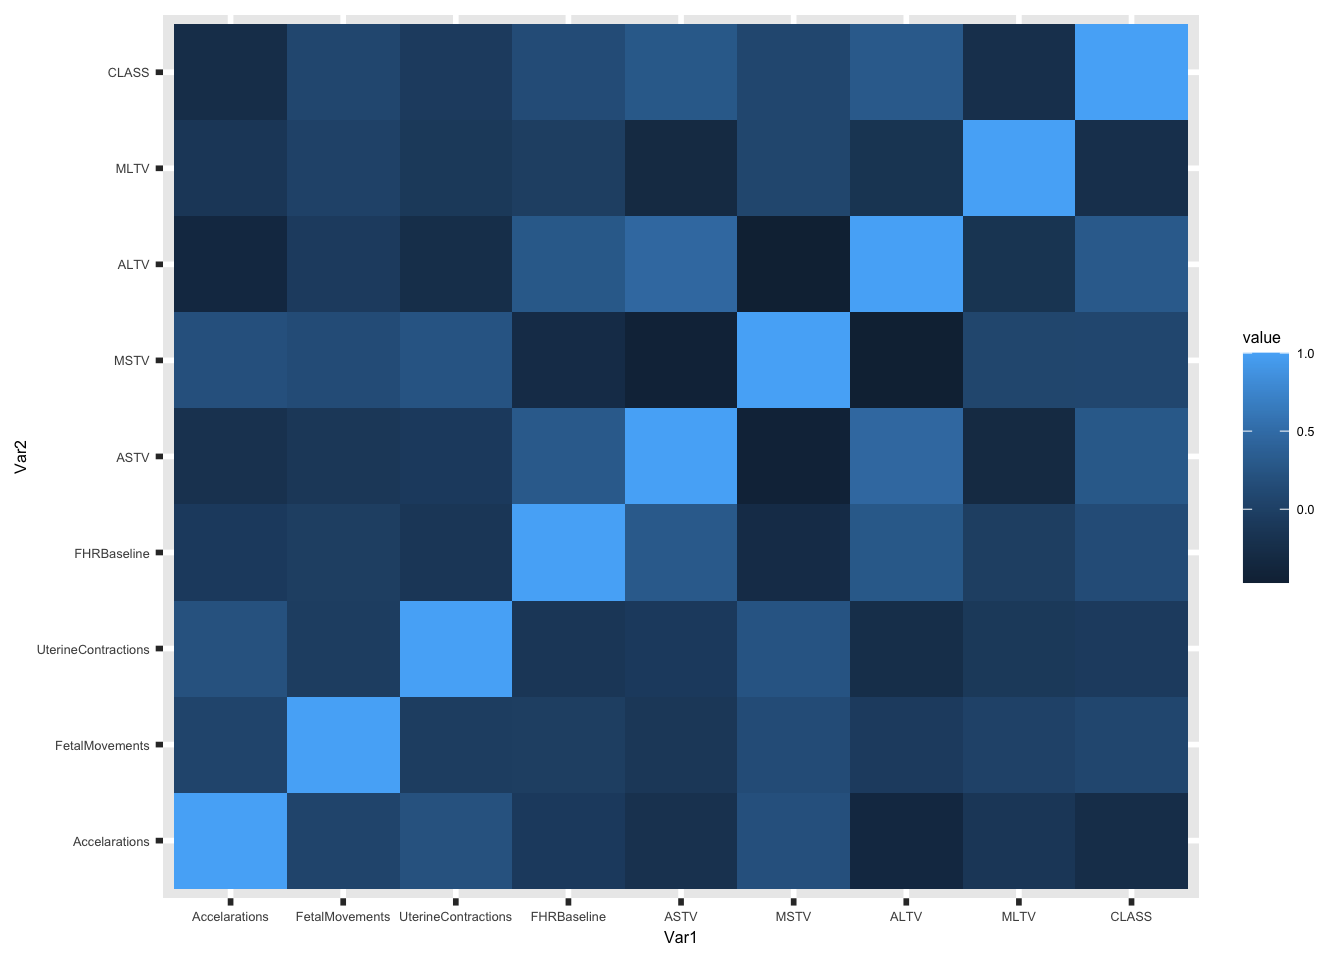 CLASS
MLTV
ALTV
MSTV
ASTV
FHRBaseline
UterineContractions
FetalMovements
Accelarations
Var2
Accelarations FetalMovements UterineContractions FHRBaseline ASTV MSTV ALTV MLTV CLASS
Var1
value
1.0
0.5
0.0